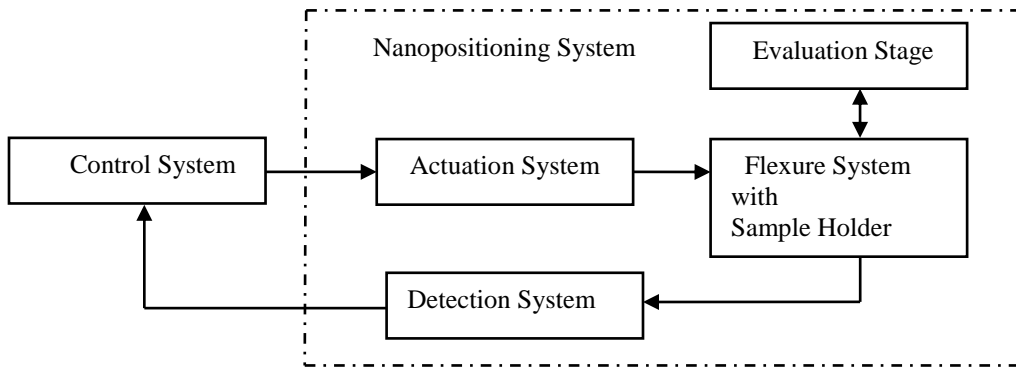 Nanopositioning System
Evaluation Stage
Control System
Actuation System
Flexure System
with
Sample Holder
Detection System